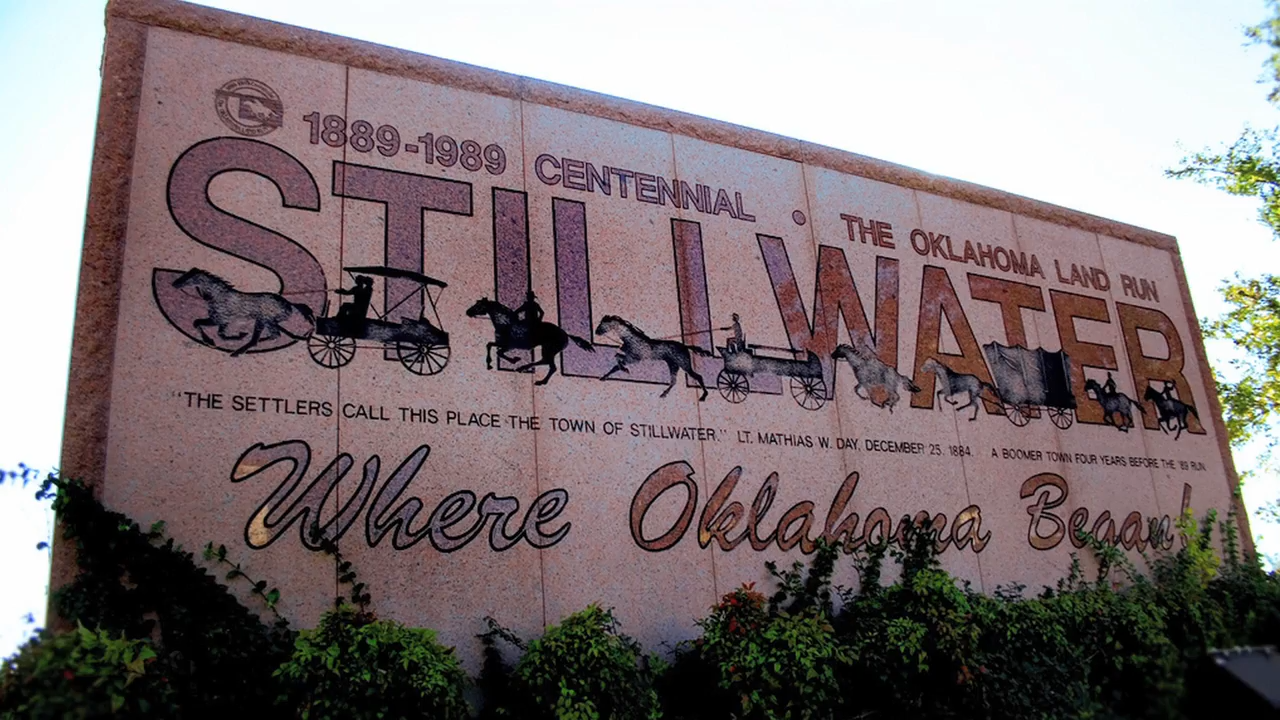 1889-1989 CENTENNIAL • THE OKLAHOMA LAND RUN
STILLWATER
"THE SETTLERS CALL THIS PLACE THE TOWN OF STILLWATER." LT. MATHIAS W. DAY, DECEMBER 25, 1884. A BOOMER TOWN FOUR YEARS BEFORE THE '89 RUN
Where Oklahoma Began!